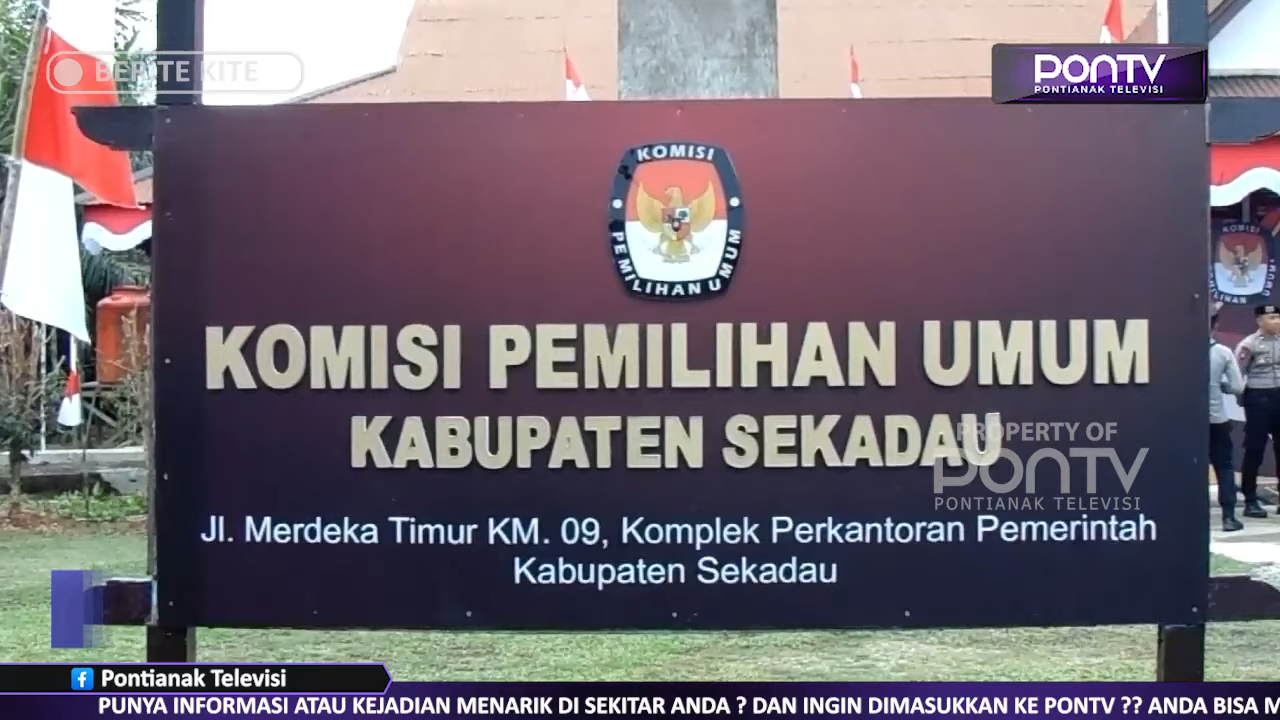 BERITE KITE
PONTV
PONTIANAK TELEVISI
KOMISI
PEMILIHAN UMUM
KOMISI PEMILIHAN UMUM
KABUPATEN SEKADAU
PROPERTY OF
PONTV
PONTIANAK TELEVISI
Jl. Merdeka Timur KM. 09, Komplek Perkantoran Pemerintah
Kabupaten Sekadau
KOMISI
Pontianak Televisi
PUNYA INFORMASI ATAU KEJADIAN MENARIK DI SEKITAR ANDA ? DAN INGIN DIMASUKKAN KE PONTV ?? ANDA BISA